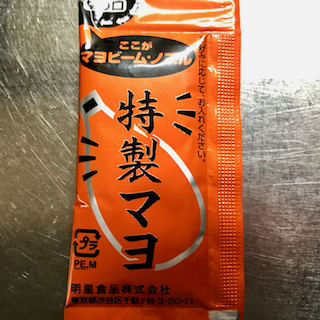 ここが
マヨビーム・ノズル
お好みに応じて、お入れください。
特製マヨ
プラ
PE,M
明星食品株式会社
東京都渋谷区千駄ヶ谷3-50-11